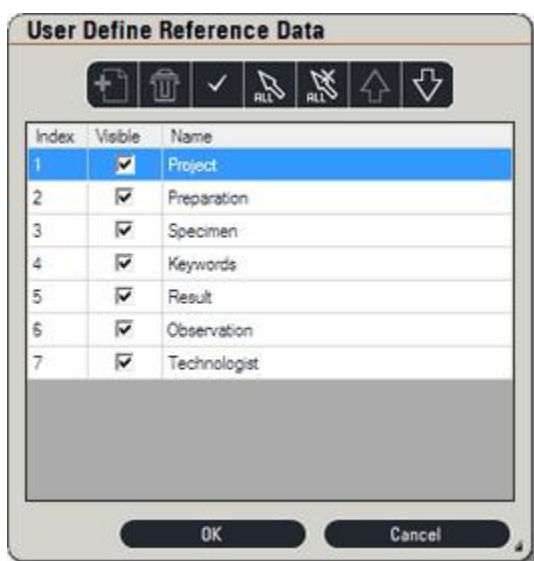 User Define Reference Data
ALL ALL
Index Visible Name
1 Project
2 Preparation
3 Specimen
4 Keywords
5 Result
6 Observation
7 Technologist
OK Cancel